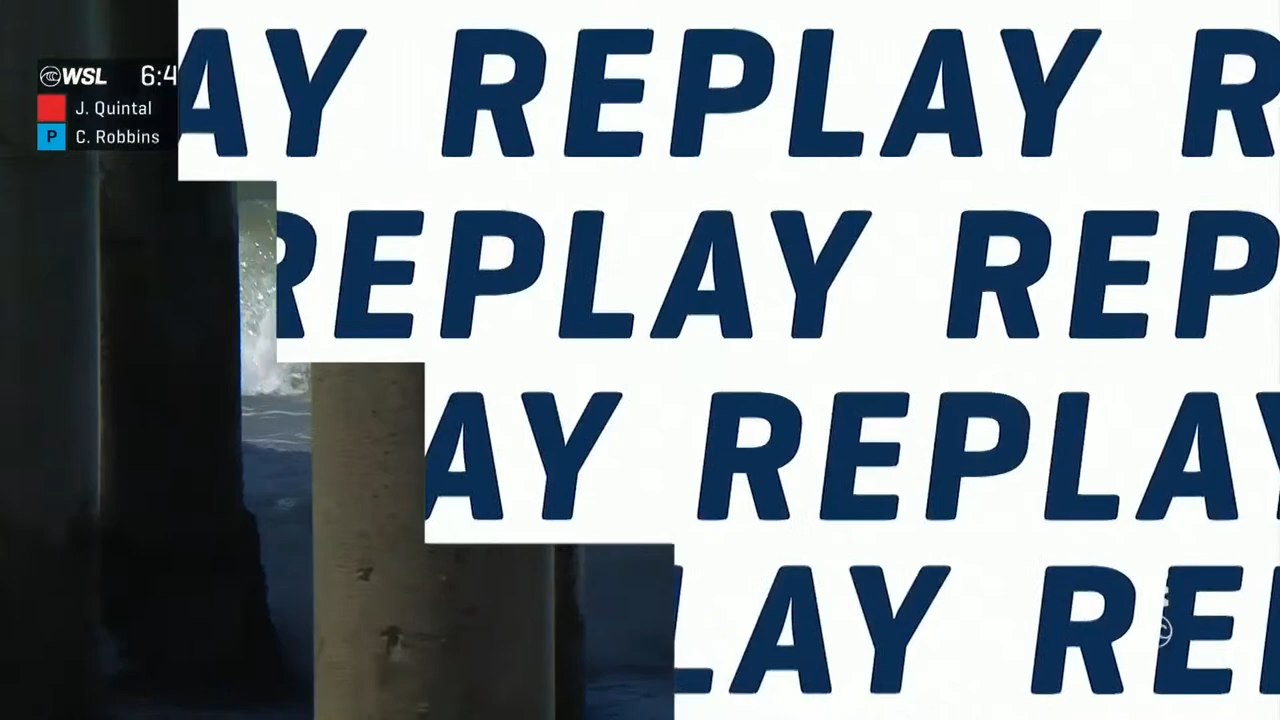 WSL 6:4
J. Quintal
P C. Robbins
AY REPLAY R
REPLAY REP
AY REPLAY
LAY RE